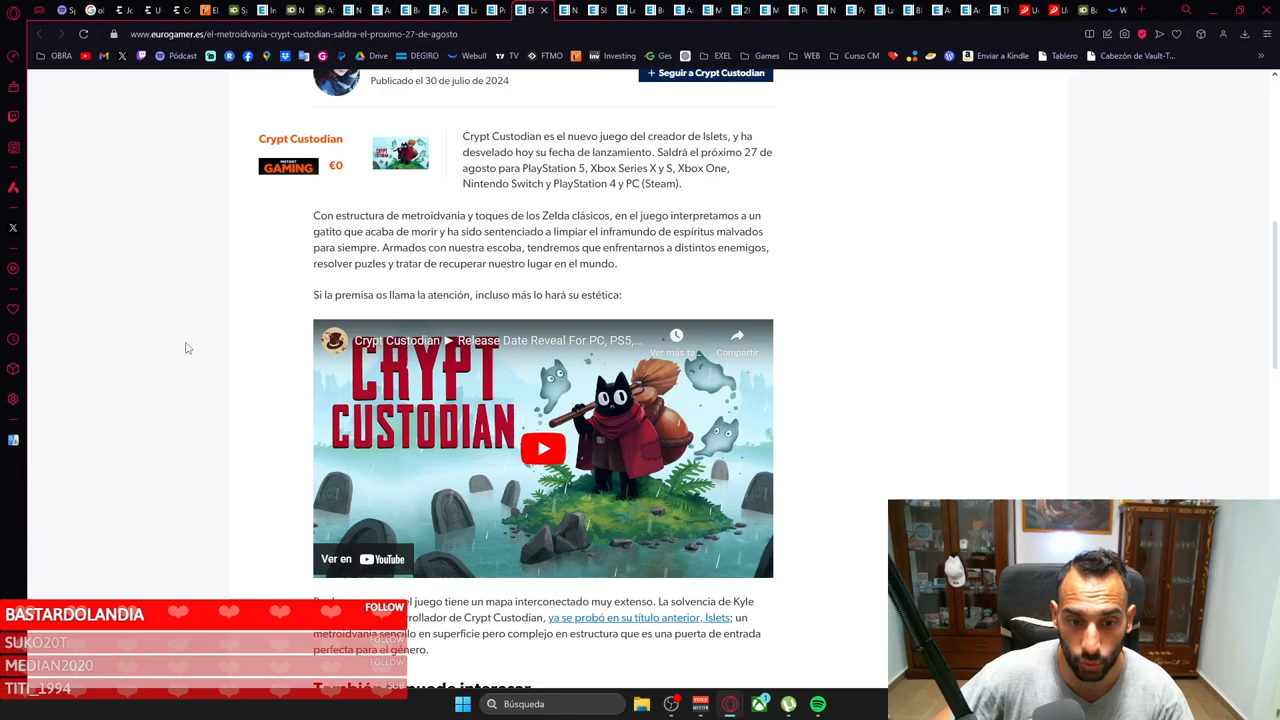 www.eurogamer.es/el-metroidvania-crypt-custodian-saldra-el-proximo-27-de-agosto
OBRA
Pódcast
Drive
DEGIRO
Webull
TV
FTMO
Investing
Ges
EXEL
Games
WEB
Curso CM
Enviar a Kindle
Tablero
Cabezón de Vault-T...
Publicado el 30 de julio de 2024
+ Seguir a Crypt Custodian
Crypt Custodian
INSTANT GAMING €0
Crypt Custodian es el nuevo juego del creador de Islets, y ha
desvelado hoy su fecha de lanzamiento. Saldrá el próximo 27 de
agosto para PlayStation 5, Xbox Series X y S, Xbox One,
Nintendo Switch y PlayStation 4 y PC (Steam).
Con estructura de metroidvania y toques de los Zelda clásicos, en el juego interpretamos a un
gatito que acaba de morir y ha sido sentenciado a limpiar el inframundo de espíritus malvados
para siempre. Armados con nuestra escoba, tendremos que enfrentarnos a distintos enemigos,
resolver puzles y tratar de recuperar nuestro lugar en el mundo.
Si la premisa os llama la atención, incluso más lo hará su estética:
Crypt Custodian ► Release Date Reveal For PC, PS5,...
Ver más ta...
Compartir
CRYPT
CUSTODIAN
Ver en YouTube
el juego tiene un mapa interconectado muy extenso. La solvencia de Kyle
rrollador de Crypt Custodian, ya se probó en su título anterior, Islets; un
metroidvania sencillo en superficie pero complejo en estructura que es una puerta de entrada
perfecta para el género.
BASTARDOLANDIA FOLLOW
SUKO20T FOLLOW
MEDIAN2020 FOLLOW
TITI_1994 SUB
Búsqueda